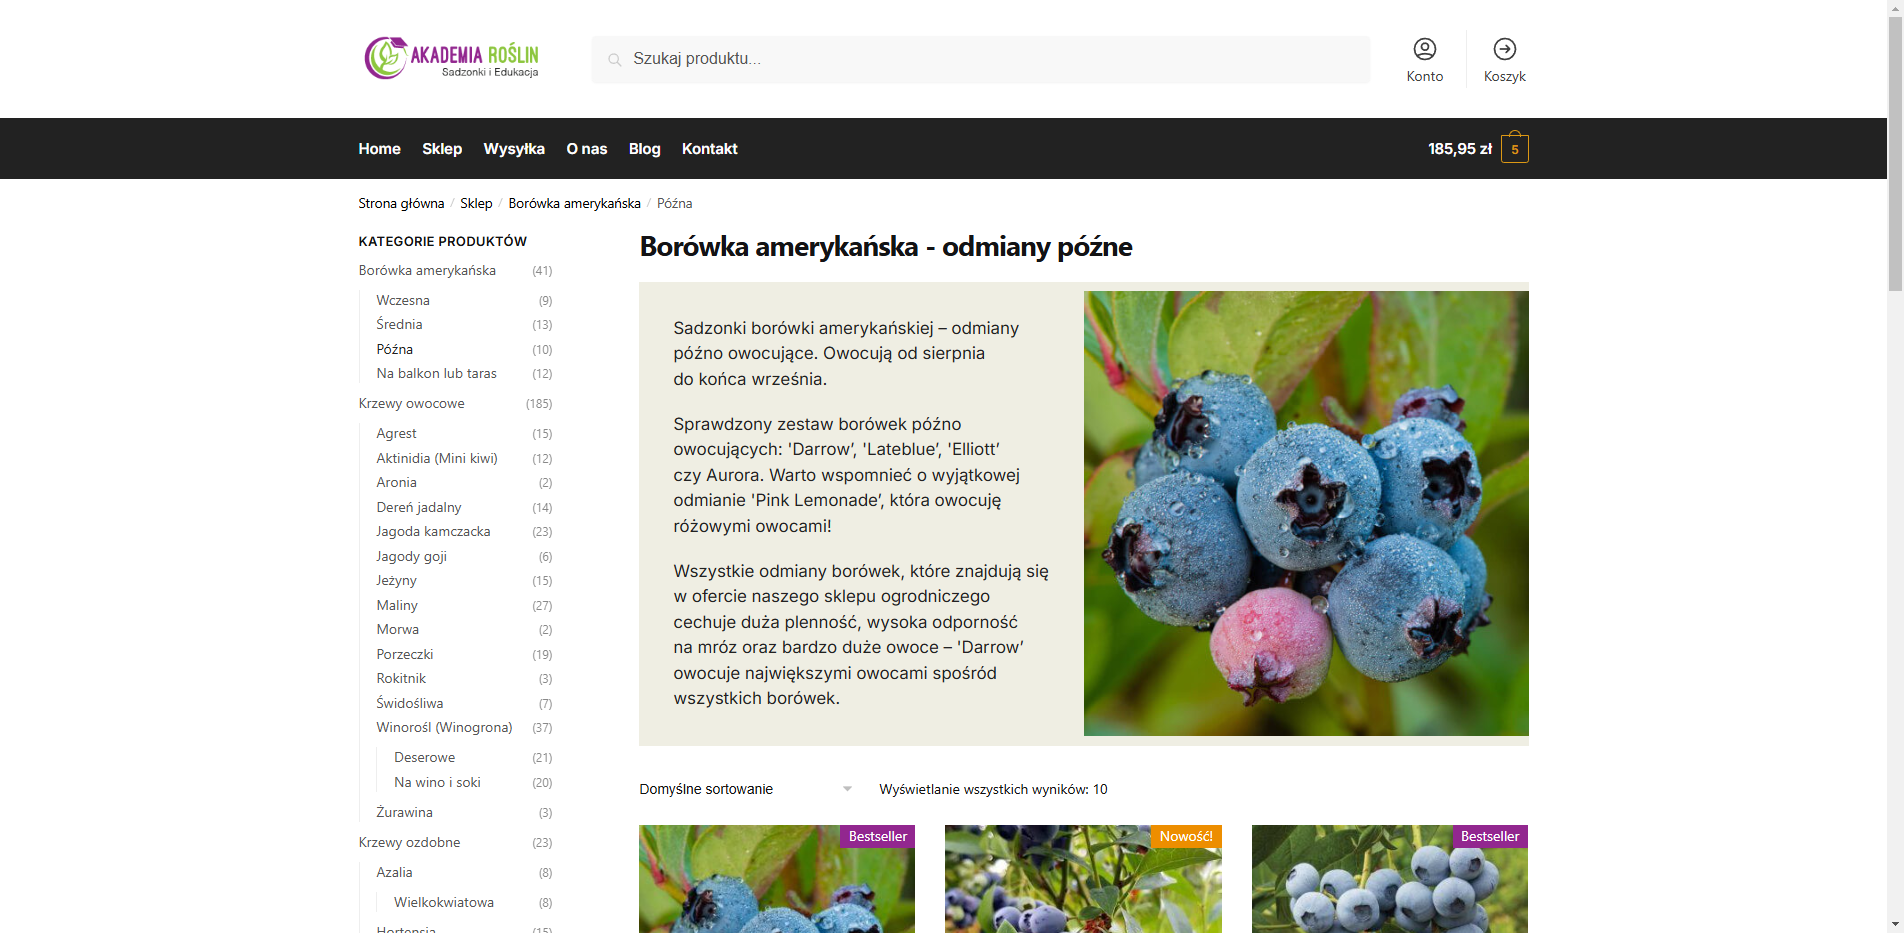 AKADEMIA ROŚLIN
Sadzonki i Edukacja
Szukaj produktu...
Konto
Koszyk
Home
Sklep
Wysyłka
O nas
Blog
Kontakt
185,95 zł
5
Strona główna / Sklep / Borówka amerykańska / Późna
KATEGORIE PRODUKTÓW
Borówka amerykańska (41)
Wczesna (9)
Średnia (13)
Późna (10)
Na balkon lub taras (12)
Krzewy owocowe (185)
Agrest (15)
Aktinidia (Mini kiwi) (12)
Aronia (2)
Dereń jadalny (14)
Jagoda kamczacka (23)
Jagody goji (6)
Jeżyny (15)
Maliny (27)
Morwa (2)
Porzeczki (19)
Rokitnik (3)
Świdośliwa (7)
Winorośl (Winogrona) (37)
Deserowe (21)
Na wino i soki (20)
Żurawina (3)
Krzewy ozdobne (23)
Azalia (8)
Wielkokwiatowa (8)
Hortensja (15)
Borówka amerykańska - odmiany późne
Sadzonki borówki amerykańskiej – odmiany
późno owocujące. Owocują od sierpnia
do końca września.
Sprawdzony zestaw borówek późno
owocujących: 'Darrow’, 'Lateblue’, 'Elliott’
czy Aurora. Warto wspomnieć o wyjątkowej
odmianie 'Pink Lemonade’, która owocuję
różowymi owocami!
Wszystkie odmiany borówek, które znajdują się
w ofercie naszego sklepu ogrodniczego
cechuje duża plenność, wysoka odporność
na mróz oraz bardzo duże owoce – 'Darrow’
owocuje największymi owocami spośród
wszystkich borówek.
Domyślne sortowanie
Wyświetlanie wszystkich wyników: 10
Bestseller
Nowość!
Bestseller